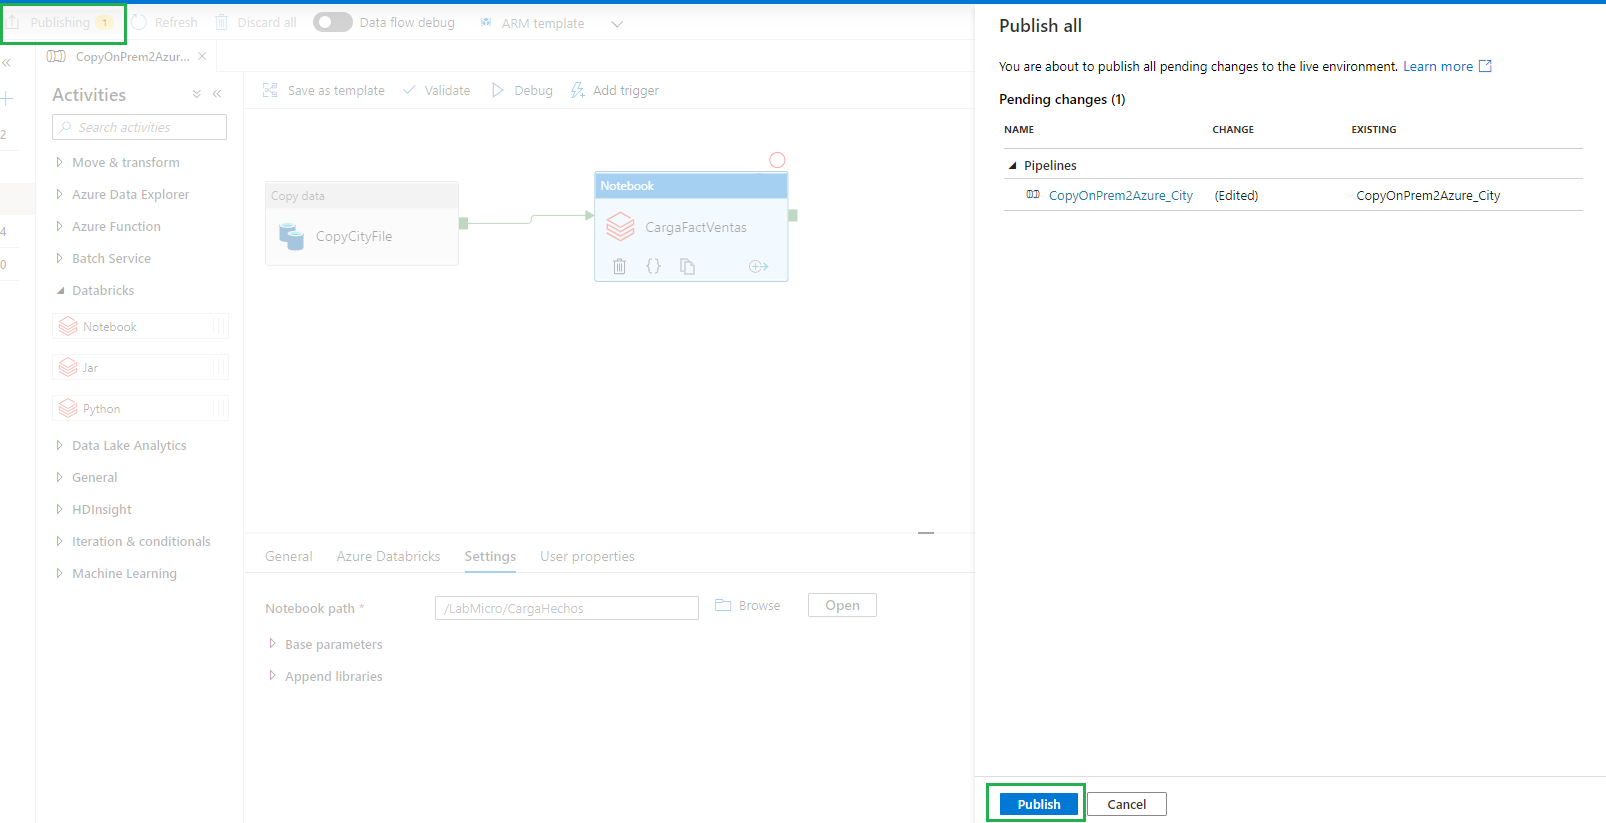 Publishing 1 Refresh Discard all Data flow debug ARM template
CopyOnPrem2Azur...
Activities
Search activities
2
Move & transform
Azure Data Explorer
Azure Function
4
Batch Service
0
Databricks
Notebook
Jar
Python
Data Lake Analytics
General
HDInsight
Iteration & conditionals
Machine Learning
Save as template Validate Debug Add trigger
Copy data
CopyCityFile
Notebook
CargaFactVentas
{}
General Azure Databricks Settings User properties
Notebook path * /LabMicro/CargaHechos Browse Open
Base parameters
Append libraries
Publish all
You are about to publish all pending changes to the live environment. Learn more
Pending changes (1)
NAME CHANGE EXISTING
Pipelines
CopyOnPrem2Azure_City (Edited) CopyOnPrem2Azure_City
Publish Cancel